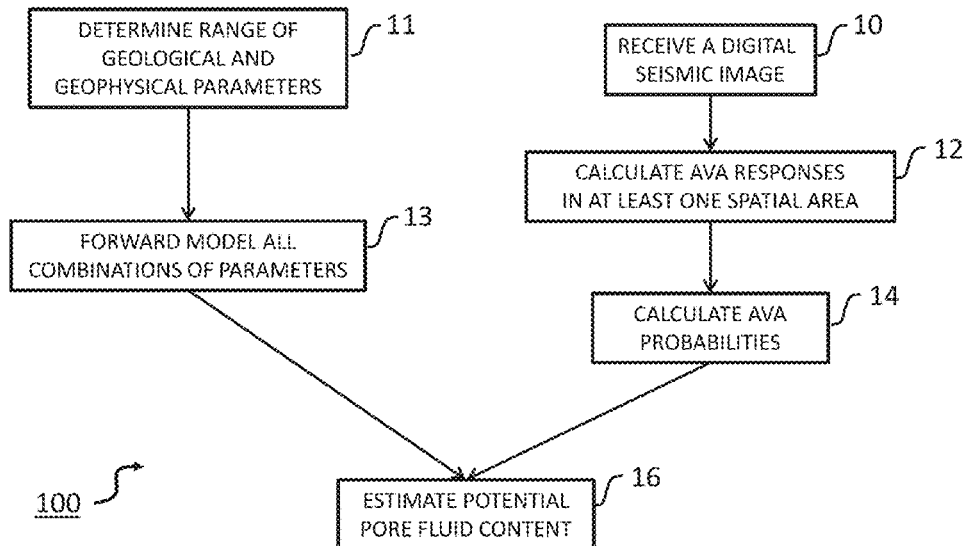 DETERMINE RANGE OF
GEOLOGICAL AND
GEOPHYSICAL PARAMETERS
11
RECEIVE A DIGITAL
SEISMIC IMAGE
10
CALCULATE AVA RESPONSES
IN AT LEAST ONE SPATIAL AREA
12
FORWARD MODEL ALL
COMBINATIONS OF PARAMETERS
13
CALCULATE AVA
PROBABILITIES
14
ESTIMATE POTENTIAL
PORE FLUID CONTENT
16
100